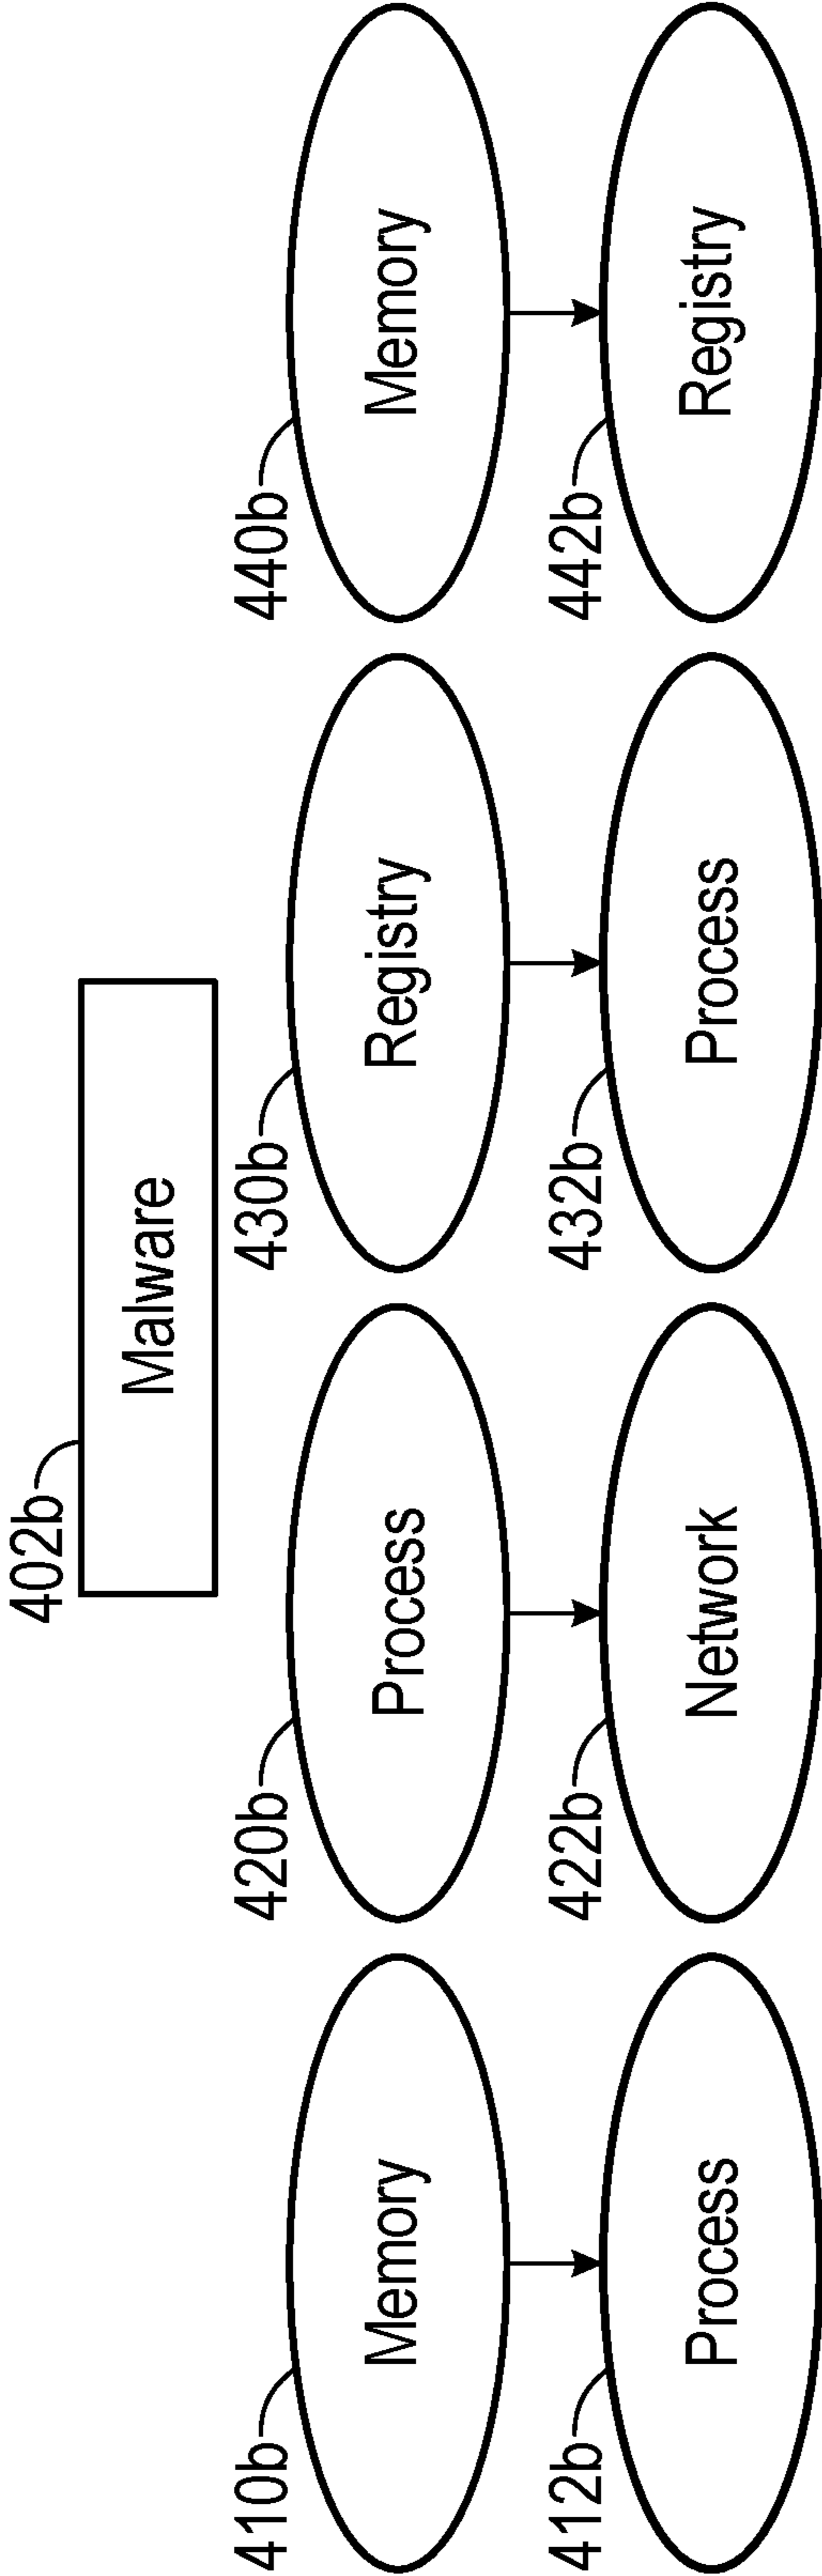 402b
Malware
410b
Memory
420b
Process
430b
Registry
440b
Memory
412b
Process
422b
Network
432b
Process
442b
Registry